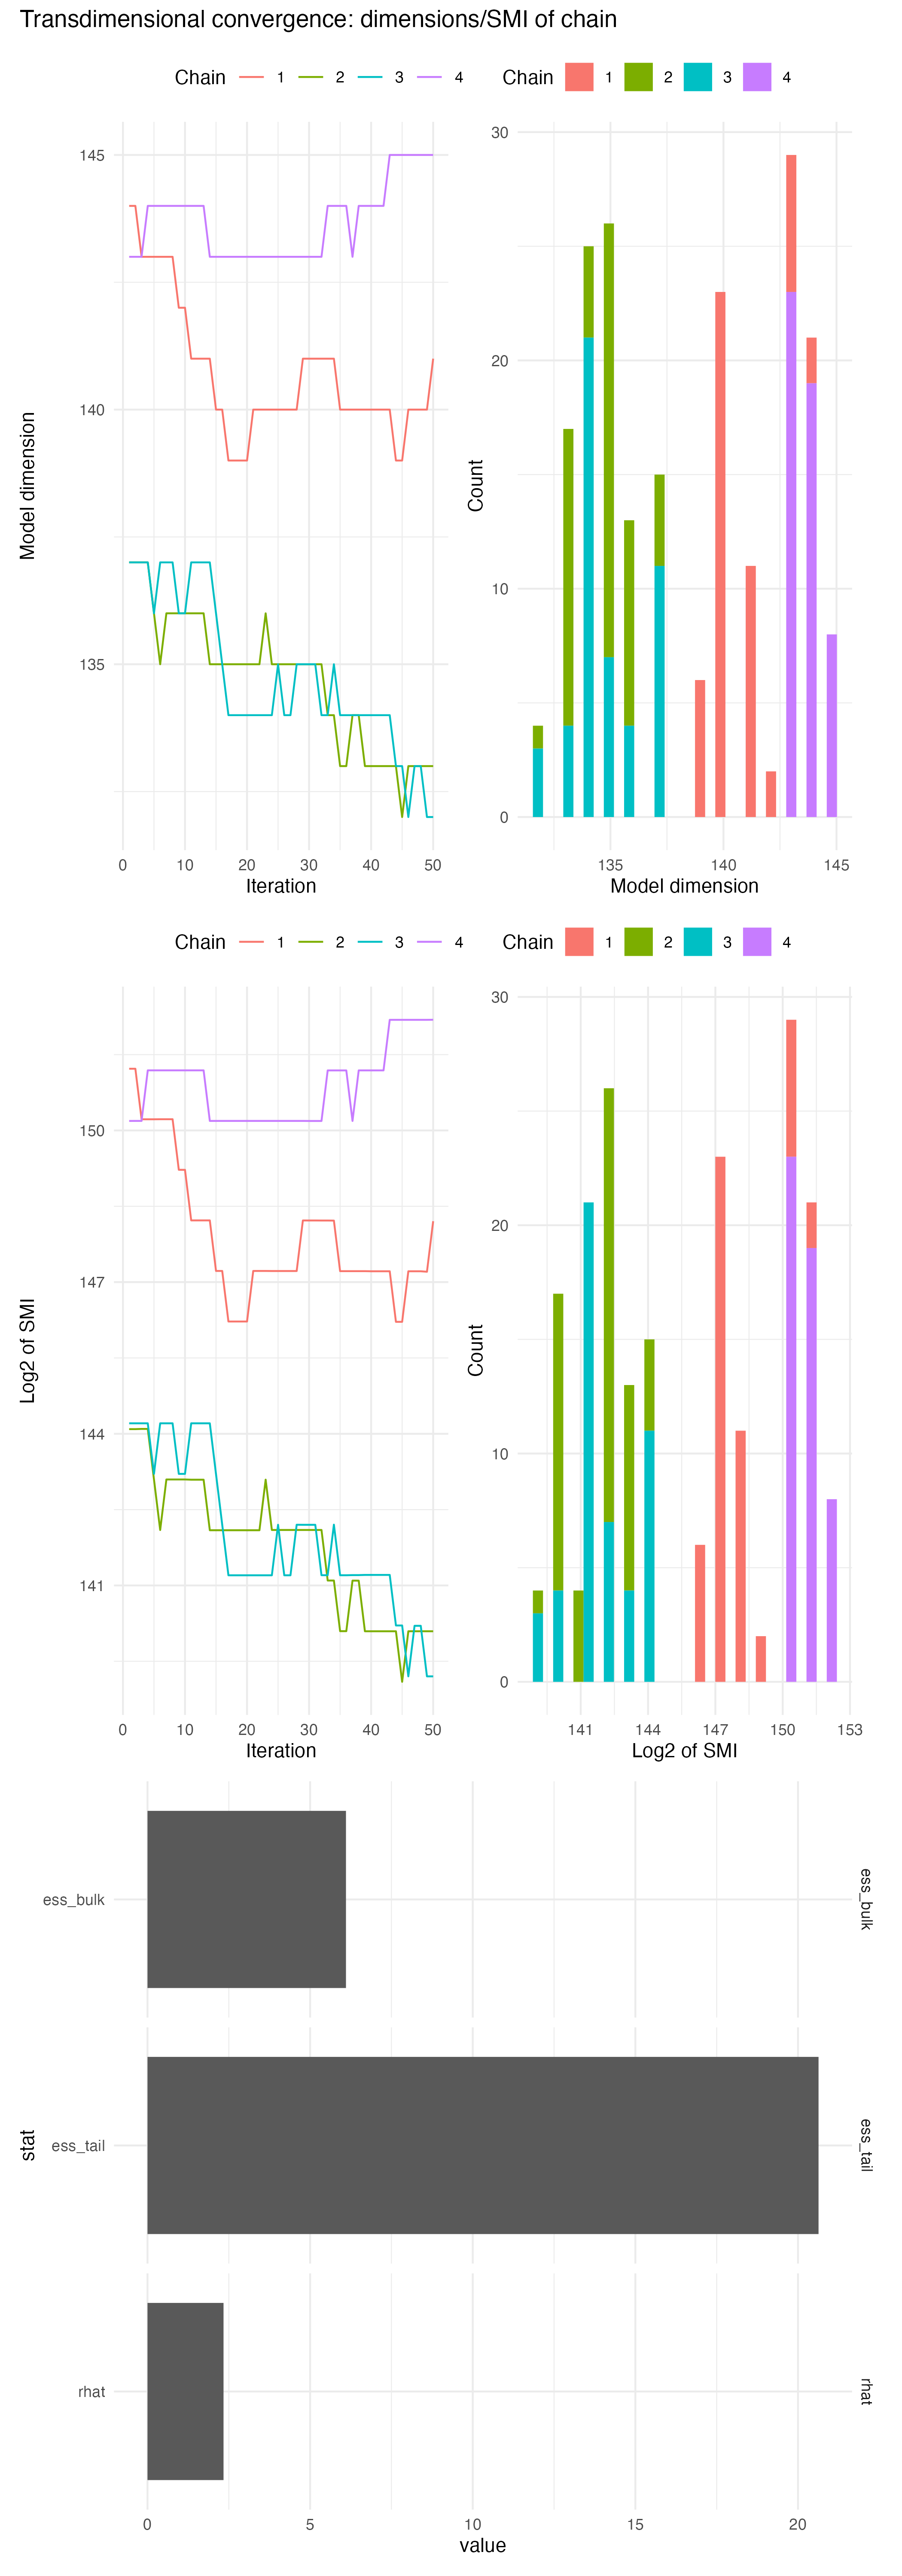 Transdimensional convergence: dimensions/SMI of chain
Chain 1 2 3 4
Chain 1 2 3 4
145
140
135
Model dimension
0 10 20 30 40 50
Iteration
30
20
10
0
Count
135 140 145
Model dimension
Chain 1 2 3 4
Chain 1 2 3 4
150
147
144
141
Log2 of SMI
0 10 20 30 40 50
Iteration
30
20
10
0
Count
141 144 147 150 153
Log2 of SMI
ess_bulk
ess_bulk
stat
ess_tail
ess_tail
rhat
rhat
0 5 10 15 20
value